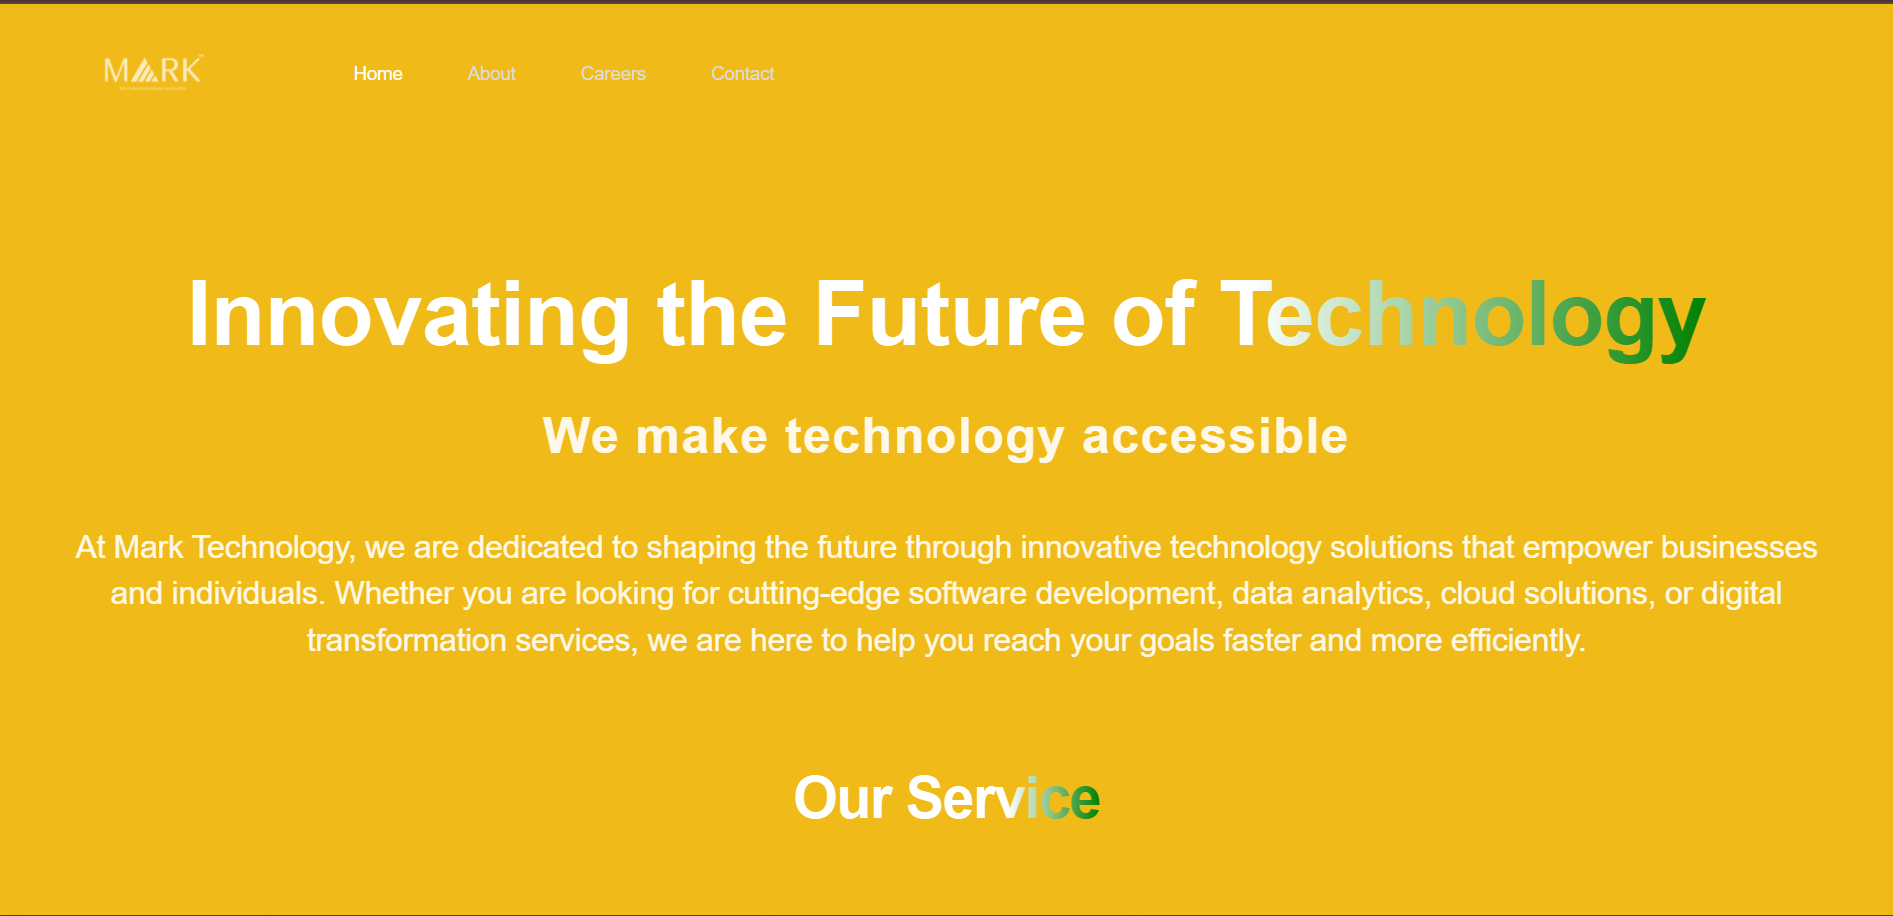 MARK
Home About Careers Contact
Innovating the Future of Technology
We make technology accessible
At Mark Technology, we are dedicated to shaping the future through innovative technology solutions that empower businesses
and individuals. Whether you are looking for cutting-edge software development, data analytics, cloud solutions, or digital
transformation services, we are here to help you reach your goals faster and more efficiently.
Our Service